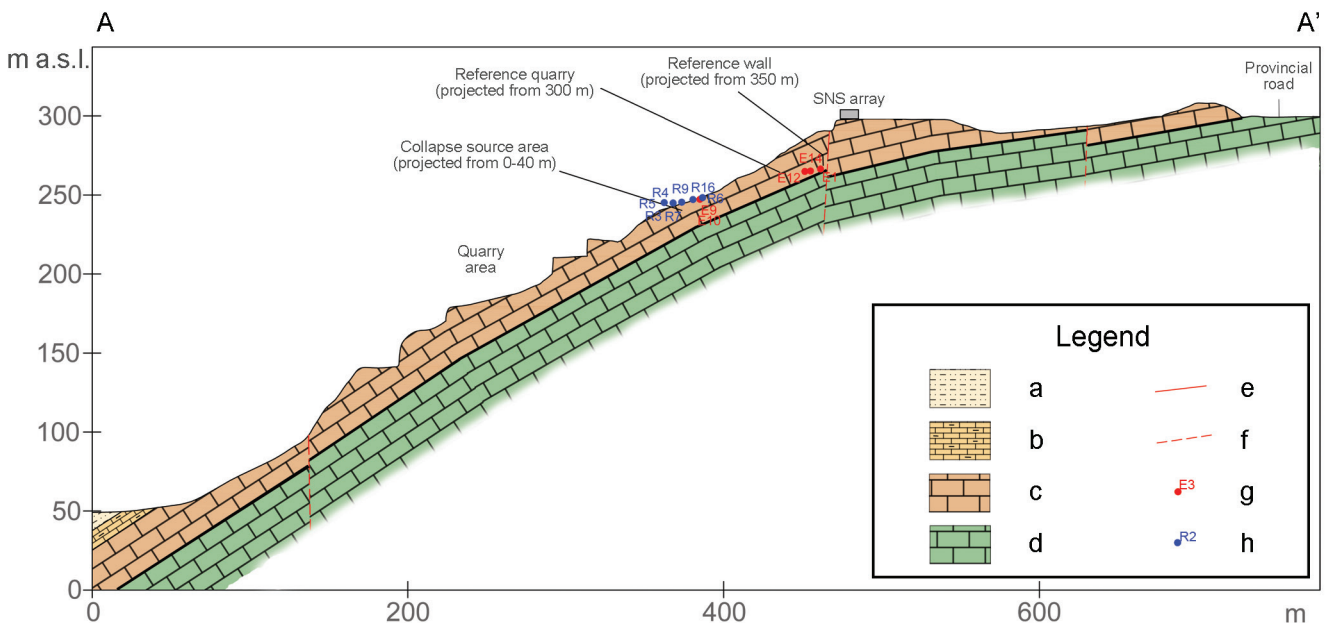 A
A'
m a.s.l.
300
250
200
150
100
50
0
Reference quarry
(projected from 300 m)
Reference wall
(projected from 350 m)
SNS array
Provincial
road
Collapse source area
(projected from 0-40 m)
Quarry
area
E14
E12
E1
R4
R9
R16
R5
R6
R3
R7
E9
E10
Legend
a
b
c
d
e
f
E3
g
R2
h
0
200
400
600
m